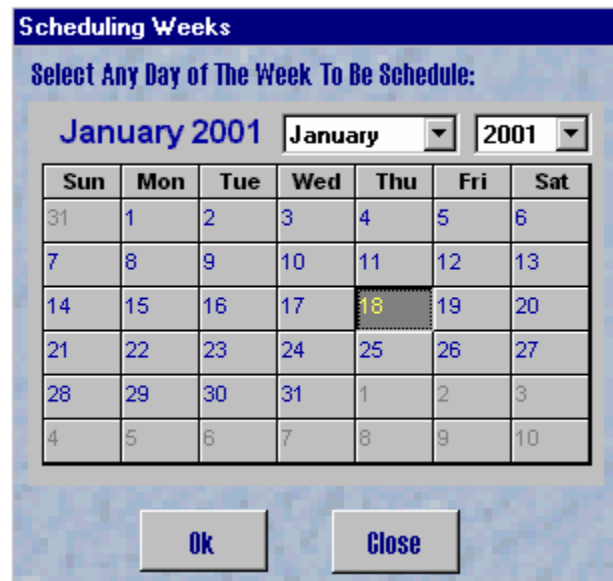 Scheduling Weeks
Select Any Day of The Week To Be Schedule:
January 2001 January 2001
Sun Mon Tue Wed Thu Fri Sat
31 1 2 3 4 5 6
7 8 9 10 11 12 13
14 15 16 17 18 19 20
21 22 23 24 25 26 27
28 29 30 31 1 2 3
4 5 6 7 8 9 10
Ok Close